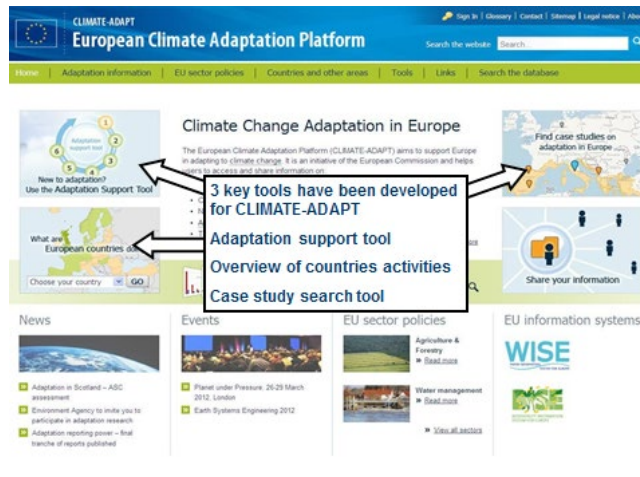 CLIMATE-ADAPT
European Climate Adaptation Platform
Sign In | Glossary | Contact | Sitemap | Legal notice |
Search the website
Search...
Home | Adaptation information | EU sector policies | Countries and other areas | Tools | Links | Search the database
1
2
3
4
5
6
Adaptation
support tool
New to adaptation?
Use the Adaptation Support Tool
What are
European countries
Choose your country
GO
Climate Change Adaptation in Europe
The European Climate Adaptation Platform (CLIMATE-ADAPT) aims to support Europe
in adapting to climate change. It is an initiative of the European Commission and helps
users to access and share information on:
3 key tools have been developed
for CLIMATE-ADAPT
Adaptation support tool
Overview of countries activities
Case study search tool
Find case studies on
adaptation in Europe
Share your information
News
Adaptation in Scotland – ASC
assessment
Environment Agency to invite you to
participate in adaptation research
Adaptation reporting power – final
tranche of reports published
Events
Planet under Pressure: 26-29 March
2012, London
Earth Systems Engineering 2012
EU sector policies
Agriculture &
Forestry
Read more
Water management
Read more
View all sectors
EU information systems
WISE